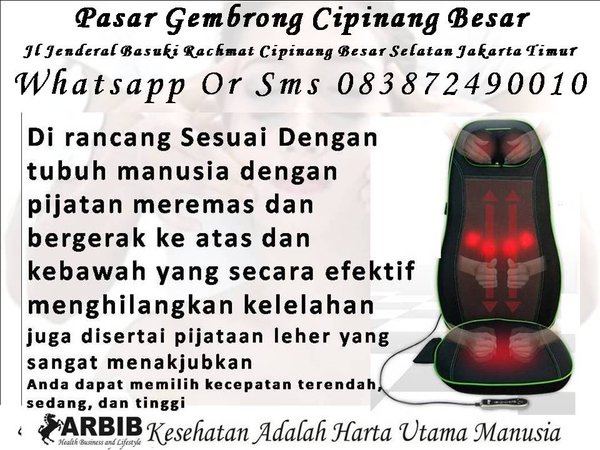 Pasar Gembrong Cipinang Besar
Jl Jenderal Basuki Rachmat Cipinang Besar Selatan Jakarta Timur
Whatsapp Or Sms 083872490010
Di rancang Sesuai Dengan
tubuh manusia dengan
pijatan meremas dan
bergerak ke atas dan
kebawah yang secara efektif
menghilangkan kelelahan
juga disertai pijataan leher yang
sangat menakjubkan
Anda dapat memilih kecepatan terendah,
sedang, dan tinggi
ARBIB
Health Business and Lifestyle
Kesehatan Adalah Harta Utama Manusia